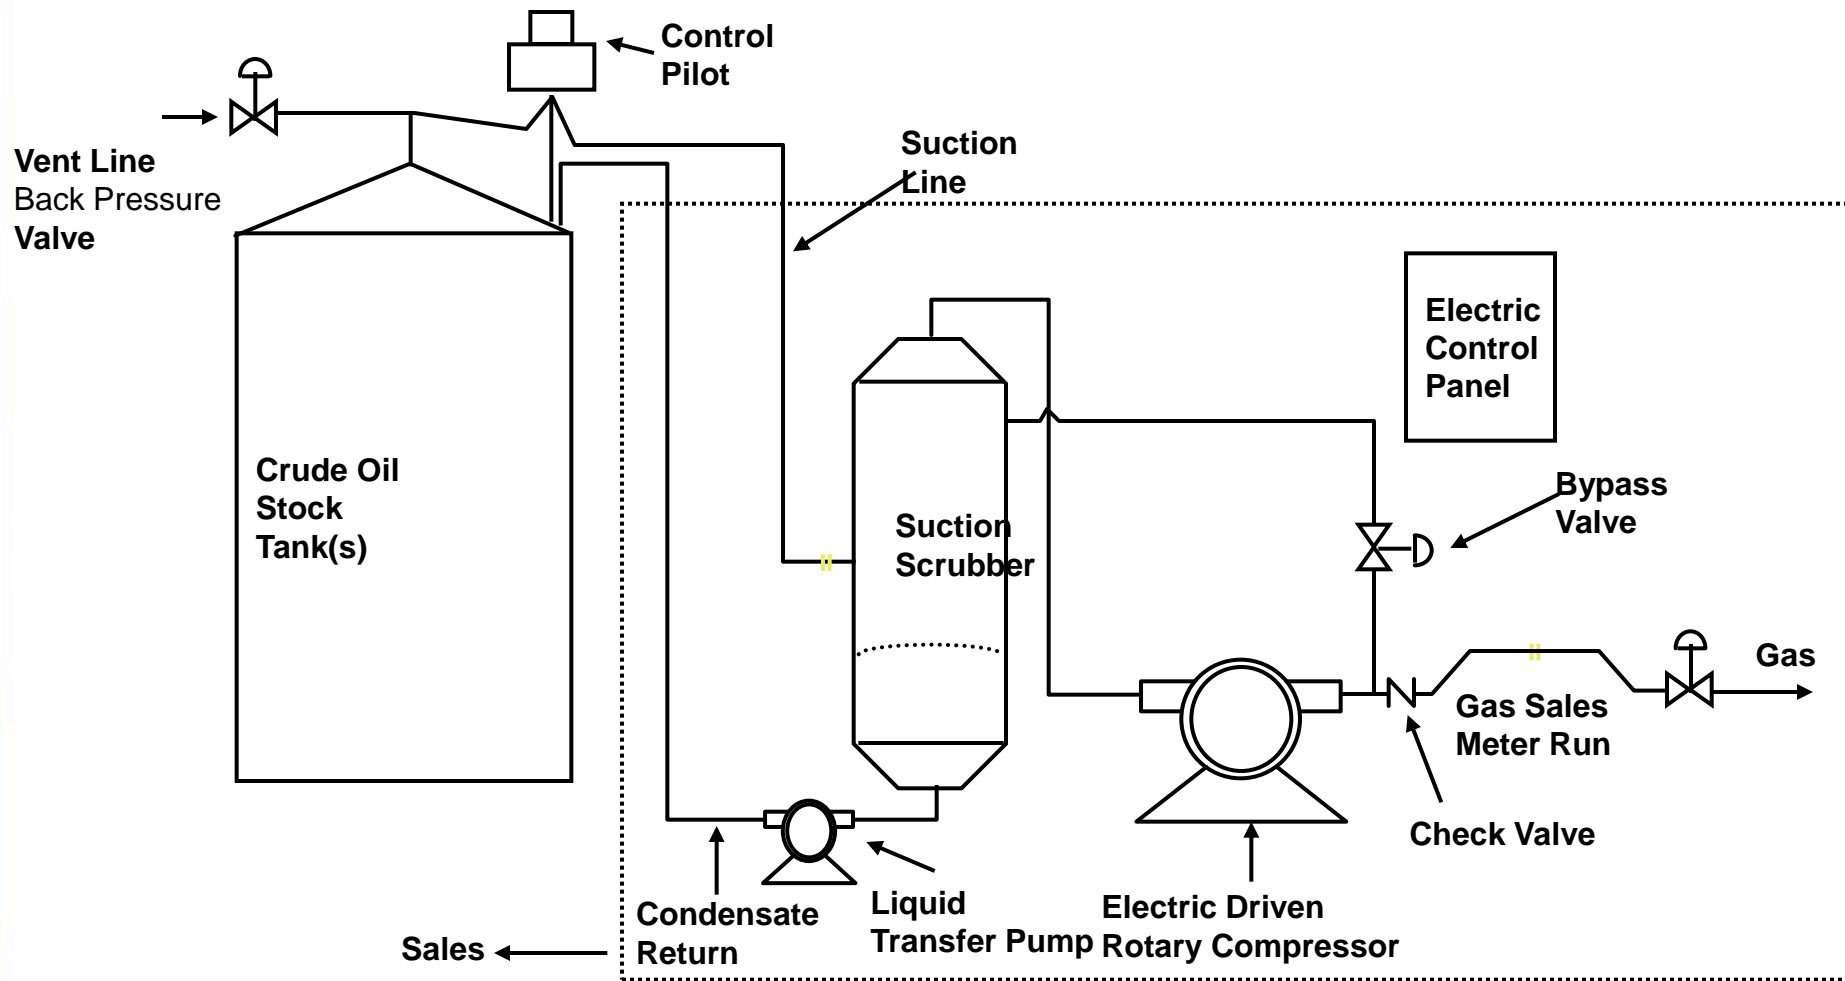 Control
Pilot
Vent Line
Back Pressure
Valve
Suction
Line
Electric
Control
Panel
Crude Oil
Stock
Tank(s)
Bypass
Valve
Suction
Scrubber
Gas
Gas Sales
Meter Run
Check Valve
Condensate
Return
Liquid
Transfer Pump
Electric Driven
Rotary Compressor
Sales